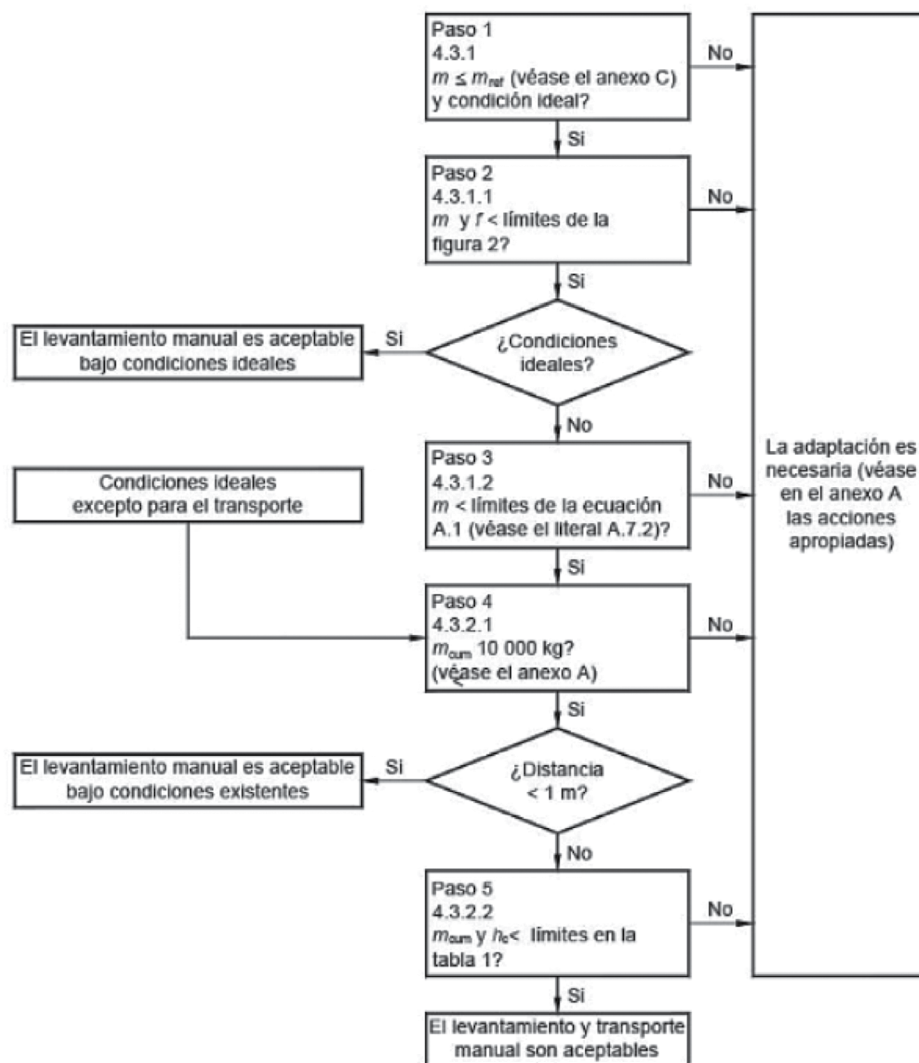 Paso 1
4.3.1
m ≤ m_ref (véase el anexo C)
y condición ideal?
No
Si
Paso 2
4.3.1.1
m y f < límites de la
figura 2?
No
Si
¿Condiciones
ideales?
Si
El levantamiento manual es aceptable
bajo condiciones ideales
No
Paso 3
4.3.1.2
m < límites de la ecuación
A.1 (véase el literal A.7.2)?
No
Si
Condiciones ideales
excepto para el transporte
Paso 4
4.3.2.1
m_cum 10 000 kg?
(véase el anexo A)
<
No
Si
¿Distancia
< 1 m?
Si
El levantamiento manual es aceptable
bajo condiciones existentes
No
Paso 5
4.3.2.2
m_cum y h_c< límites en la
tabla 1?
No
Si
El levantamiento y transporte
manual son aceptables
La adaptación es
necesaria (véase
en el anexo A
las acciones
apropiadas)